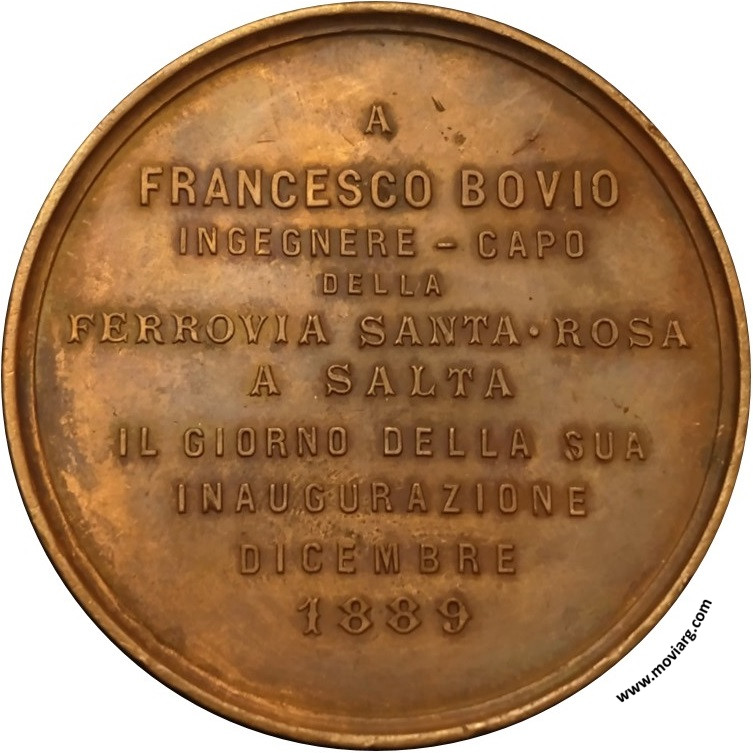 A
FRANCESCO BOVIO
INGEGNERE - CAPO
DELLA
FERROVIA SANTA·ROSA
A SALTA
IL GIORNO DELLA SUA
INAUGURAZIONE
DICEMBRE
1889
www.moviarg.com